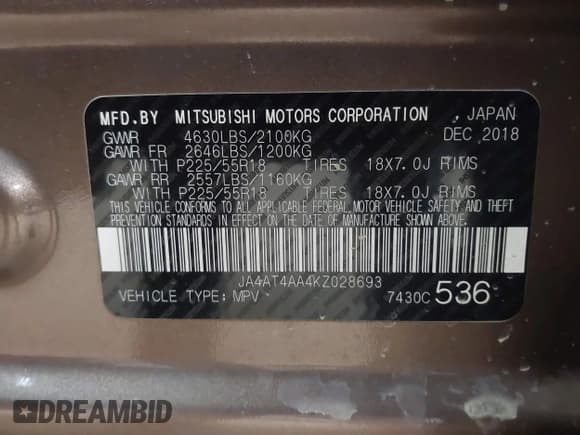 MFD.BY MITSUBISHI MOTORS CORPORATION , JAPAN
GVWR 4630LBS/2100KG DEC 2018
GAWR FR 2646LBS/1200KG
WITH P225/55R18 TIRES 18X7.0J RIMS
GAWR RR 2557LBS/1160KG
WITH P225/55R18 TIRES 18X7.0J RIMS
THIS VEHICLE CONFORMS TO ALL APPLICABLE FEDERAL MOTOR VEHICLE SAFETY AND THEFT
PREVENTION STANDARDS IN EFFECT ON THE DATE OF MANUFACTURE SHOWN ABOVE.
JA4AT4AA4KZ028693
VEHICLE TYPE:MPV 7430C 536
DREAMBID